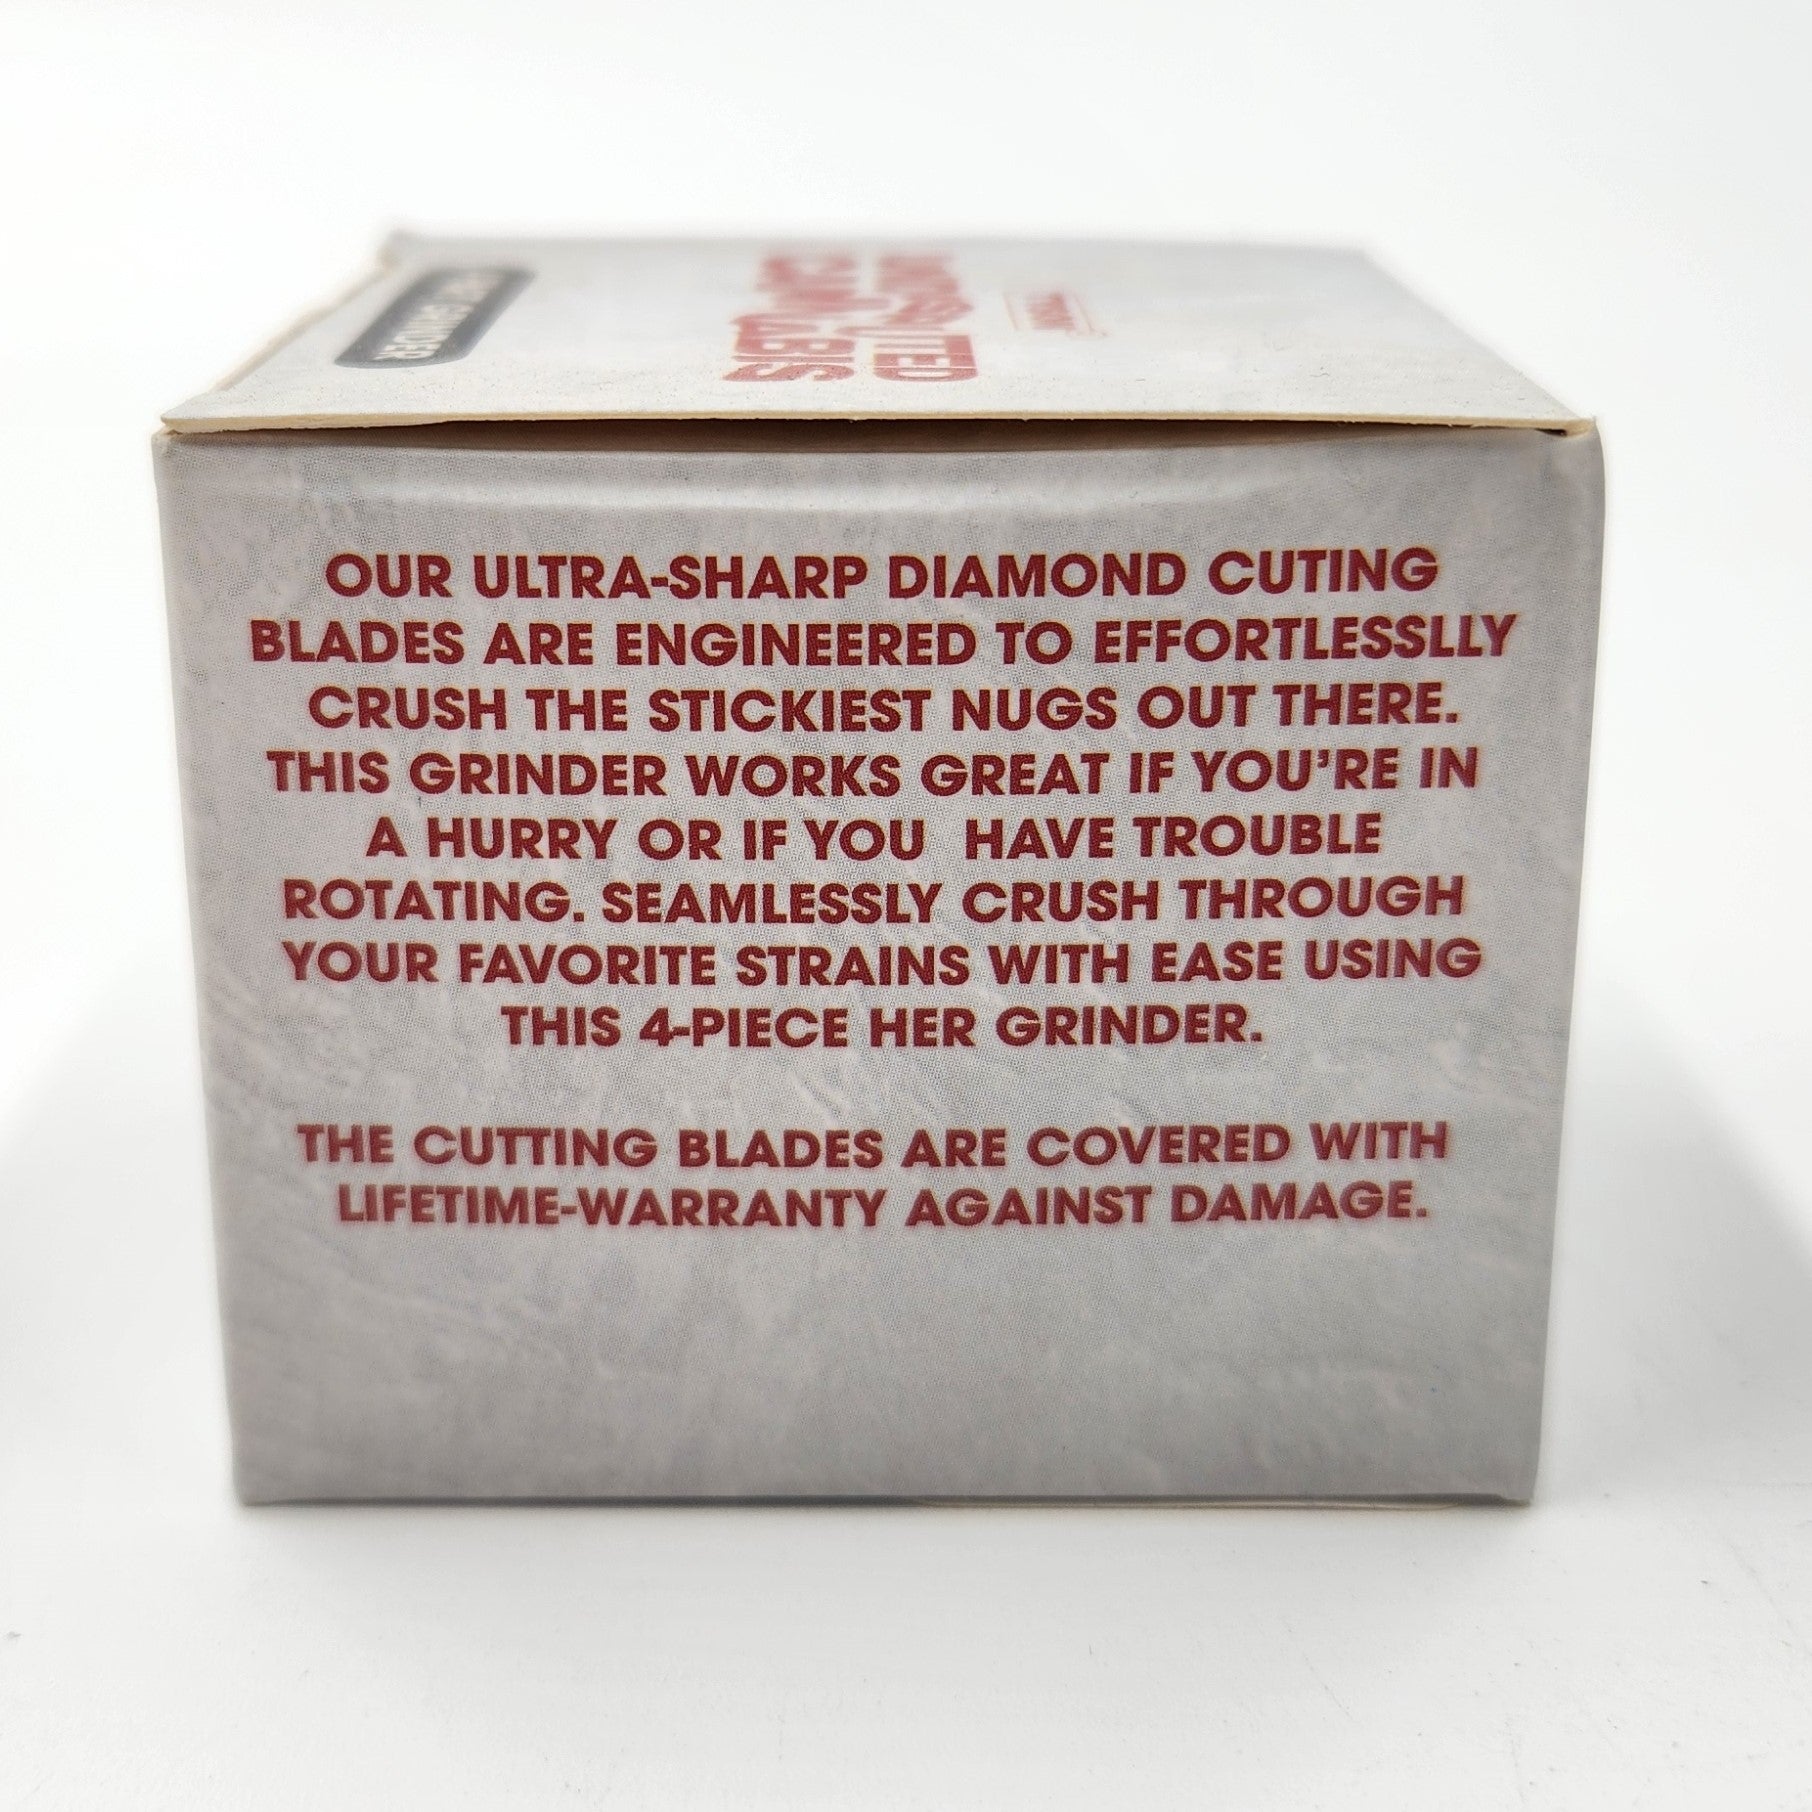 GRINDER
CANNABIS
OUR ULTRA-SHARP DIAMOND CUTING
BLADES ARE ENGINEERED TO EFFORTLESSLLY
CRUSH THE STICKIEST NUGS OUT THERE.
THIS GRINDER WORKS GREAT IF YOU'RE IN
A HURRY OR IF YOU HAVE TROUBLE
ROTATING. SEAMLESSLY CRUSH THROUGH
YOUR FAVORITE STRAINS WITH EASE USING
THIS 4-PIECE HER GRINDER.
THE CUTTING BLADES ARE COVERED WITH
LIFETIME-WARRANTY AGAINST DAMAGE.